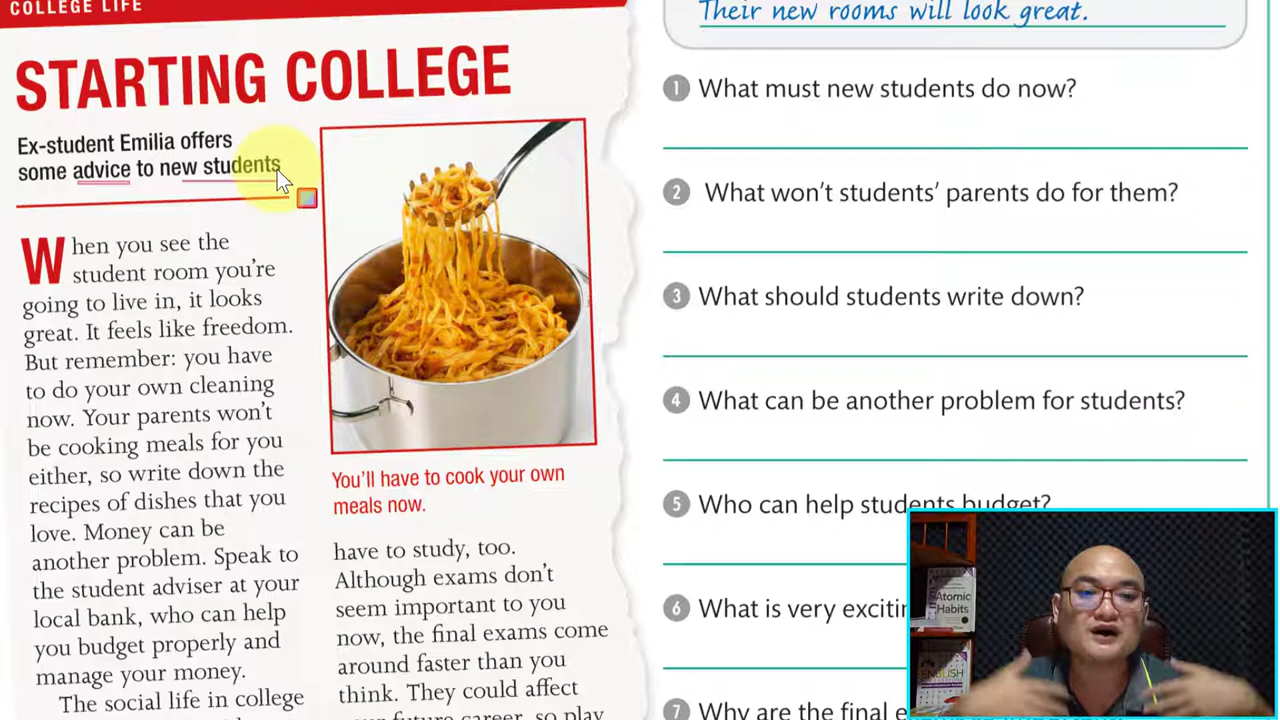 COLLEGE LIFE
STARTING COLLEGE
Ex-student Emilia offers
some advice to new students
When you see the
student room you're
going to live in, it looks
great. It feels like freedom.
But remember: you have
to do your own cleaning
now. Your parents won't
be cooking meals for you
either, so write down the
recipes of dishes that you
love. Money can be
another problem. Speak to
the student adviser at your
local bank, who can help
you budget properly and
manage your money.
The social life in college
You'll have to cook your own
meals now.
have to study, too.
Although exams don't
seem important to you
now, the final exams come
around faster than you
think. They could affect
your future career, so play
Their new rooms will look great.
1 What must new students do now?
2 What won't students' parents do for them?
3 What should students write down?
4 What can be another problem for students?
5 Who can help students budget?
6 What is very
7 Why are the final
Atomic
Habits
ENGLISH